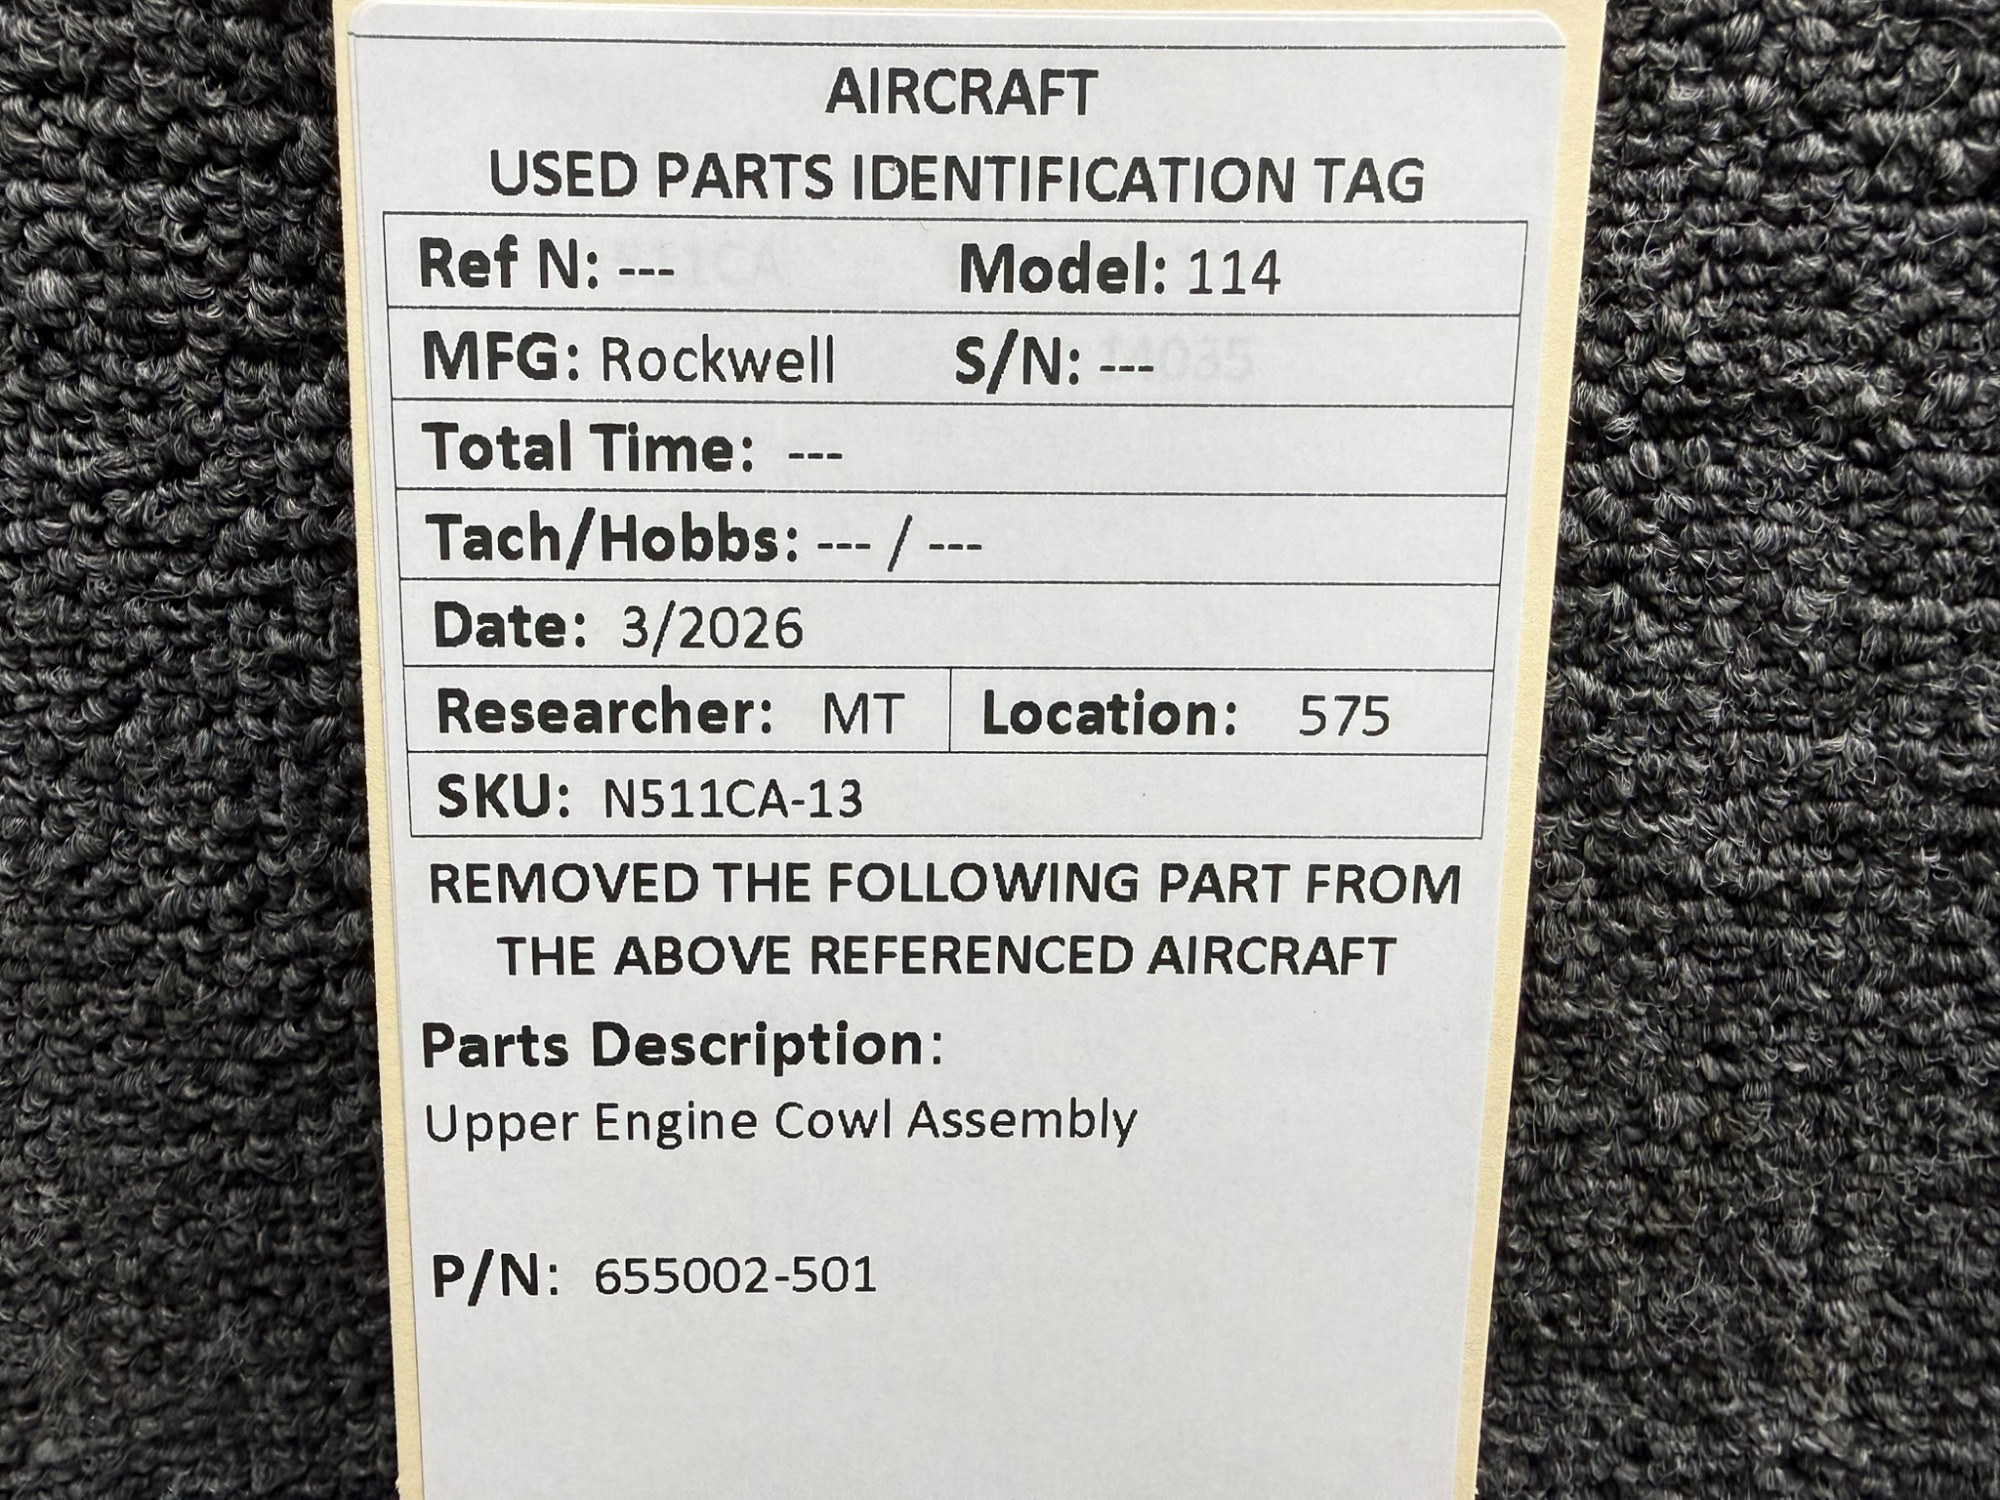 AIRCRAFT
USED PARTS IDENTIFICATION TAG
Ref N: --- Model: 114
MFG: Rockwell S/N: ---
Total Time: ---
Tach/Hobbs: --- / ---
Date: 3/2026
Researcher: MT Location: 575
SKU: N511CA-13
REMOVED THE FOLLOWING PART FROM
THE ABOVE REFERENCED AIRCRAFT
Parts Description:
Upper Engine Cowl Assembly
P/N: 655002-501